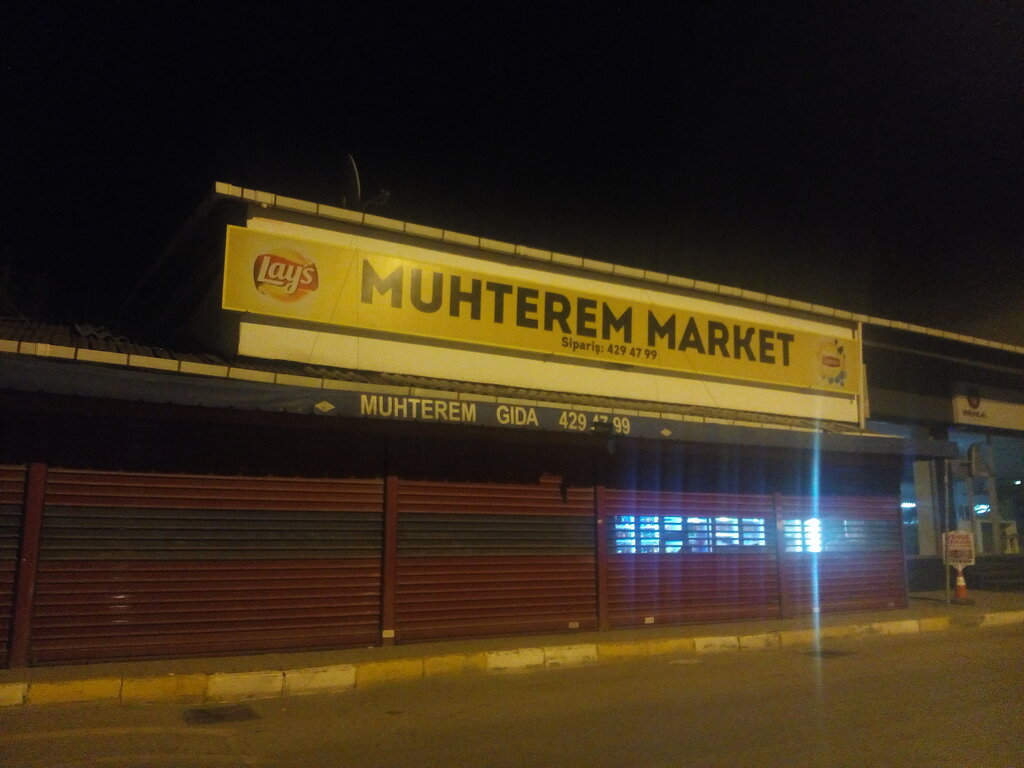 Lay's
MUHTEREM MARKET
Sipariş: 429 47 99
MUHTEREM GIDA 429 47 99